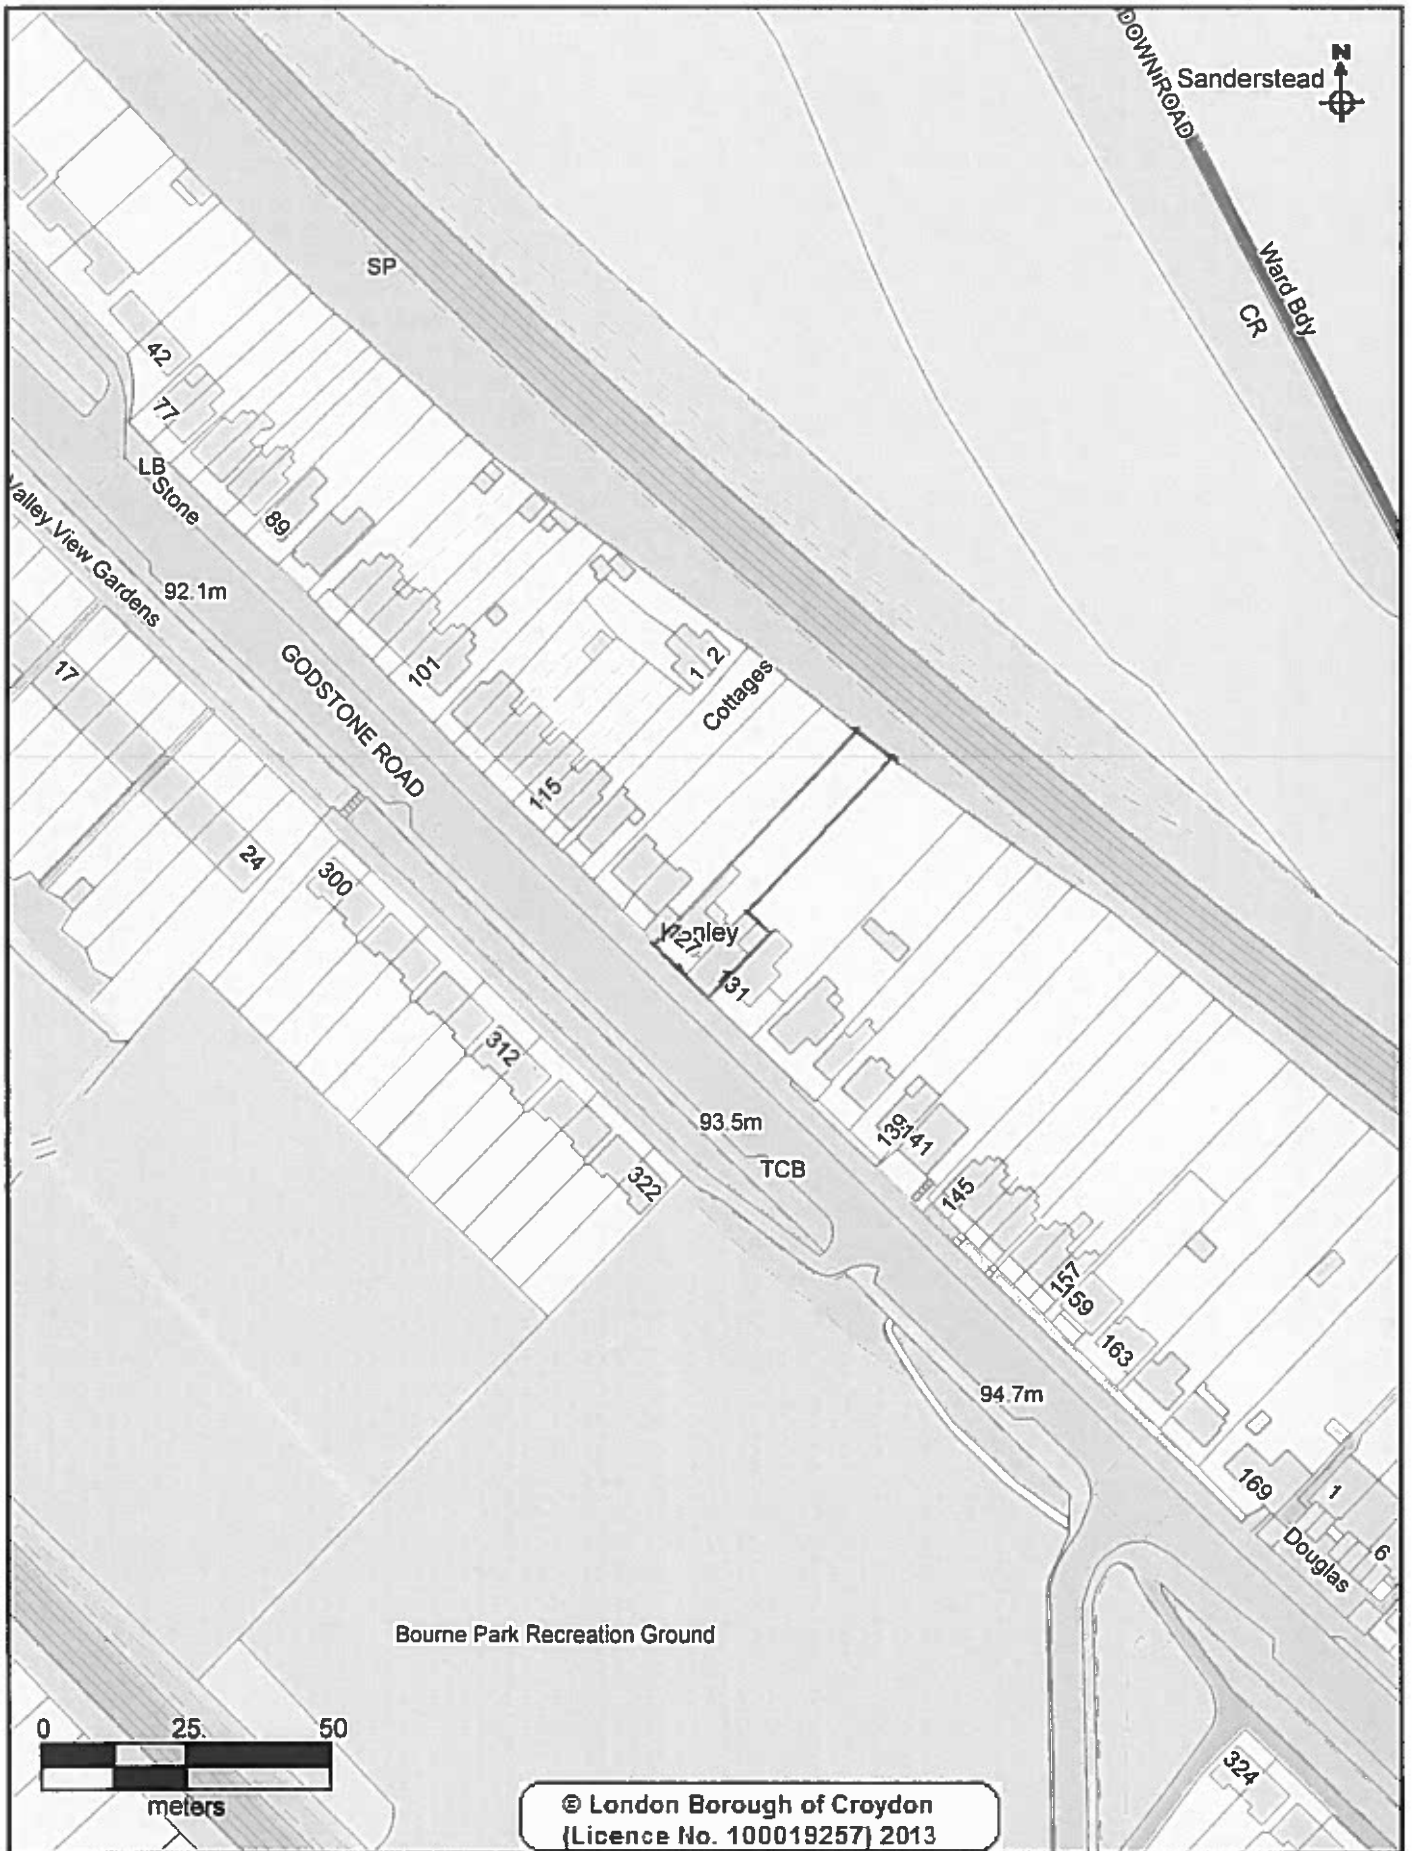 DOWN ROAD
N
Sanderstead
Ward Bdy
CR
SP
42
77
LB
Stone
89
Valley View Gardens
92.1m
GODSTONE ROAD
101
1 2
Cottages
17
115
24
300
127
131
312
93.5m
TCB
322
139
141
145
157
159
163
94.7m
169
1
6
Douglas
Bourne Park Recreation Ground
0 25 50
meters
324
© London Borough of Croydon
(Licence No. 100019257) 2013